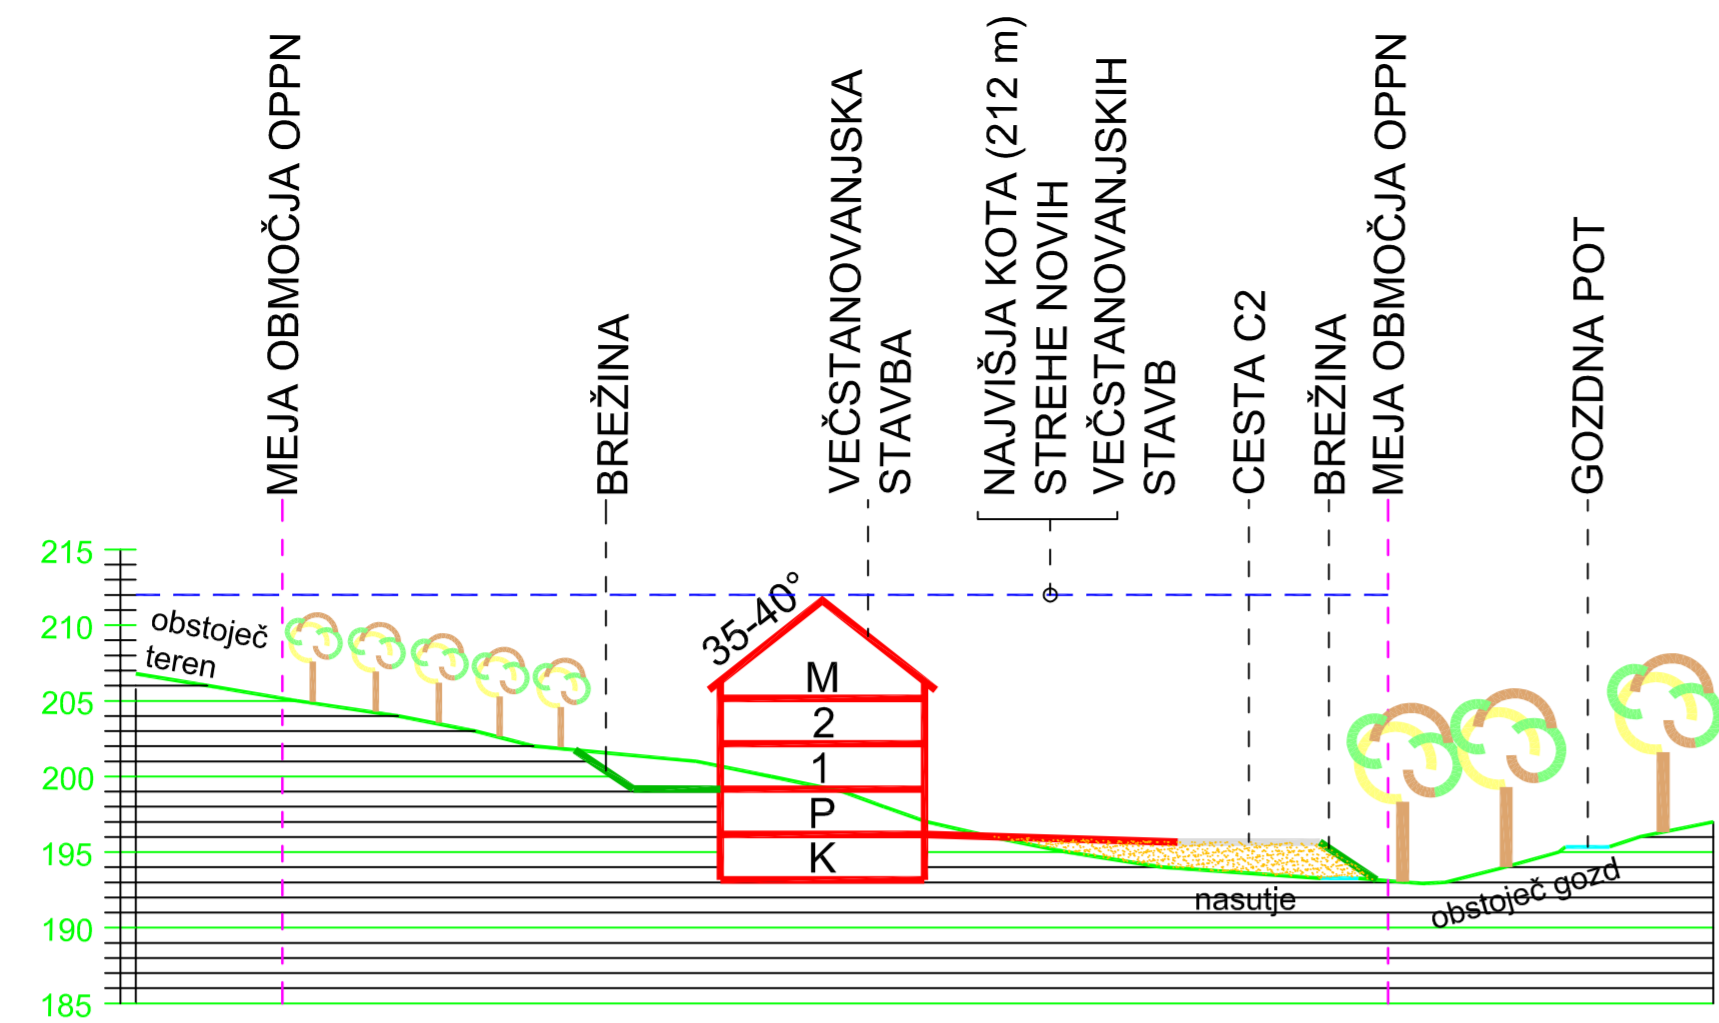 MEJA OBMOČJA OPPN
BREŽINA
VEČSTANOVANJSKA
STAVBA
NAJVIŠJA KOTA (212 m)
STREHE NOVIH
VEČSTANOVANJSKIH
STAVB
CESTA C2
BREŽINA
MEJA OBMOČJA OPPN
GOZDNA POT
215
210
205
200
195
190
185
obstoječ
teren
35-40°
M
2
1
P
K
nasutje
obstoječ gozd